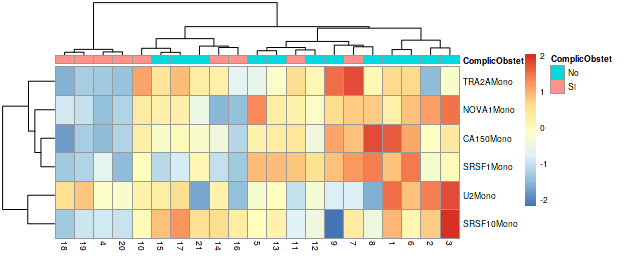 ComplicObstet
TRA2AMono
NOVA1Mono
CA150Mono
SRSF1Mono
U2Mono
SRSF10Mono
18 19 4 20 10 15 17 21 14 16 5 13 11 12 9 7 8 1 6 2 3
2
1
0
-1
-2
ComplicObstet
No
SI